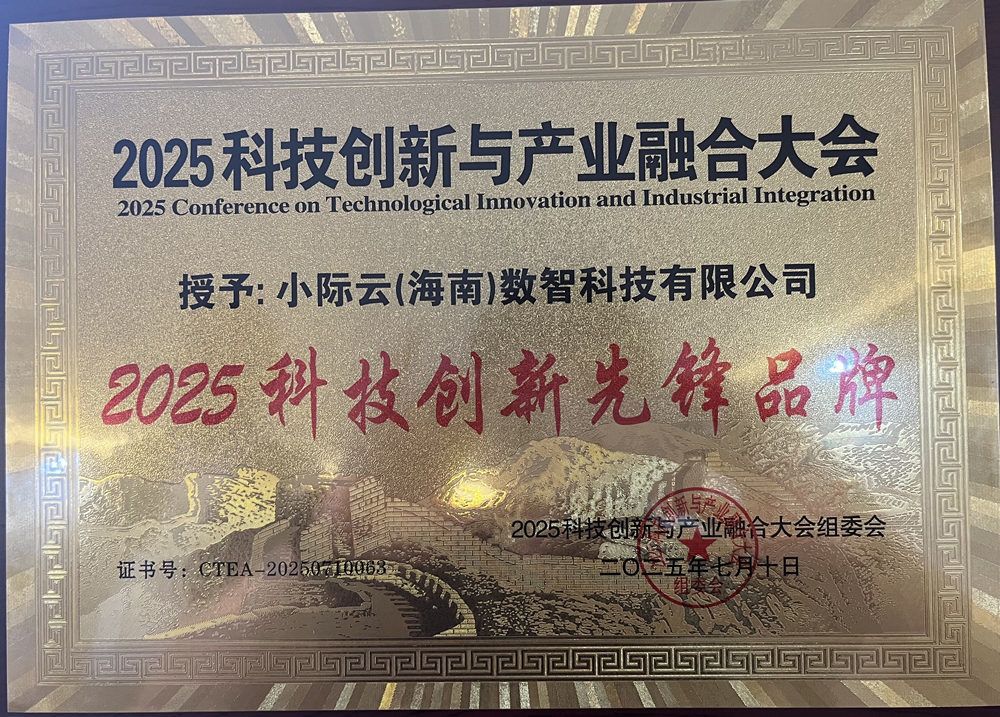 2025科技创新与产业融合大会
2025 Conference on Technological Innovation and Industrial Integration
授予: 小际云(海南)数智科技有限公司
2025科技创新先锋品牌
2025科技创新与产业融合大会组委会
证书号: CTEA-20250710063
二〇二五年七月十日
组委会